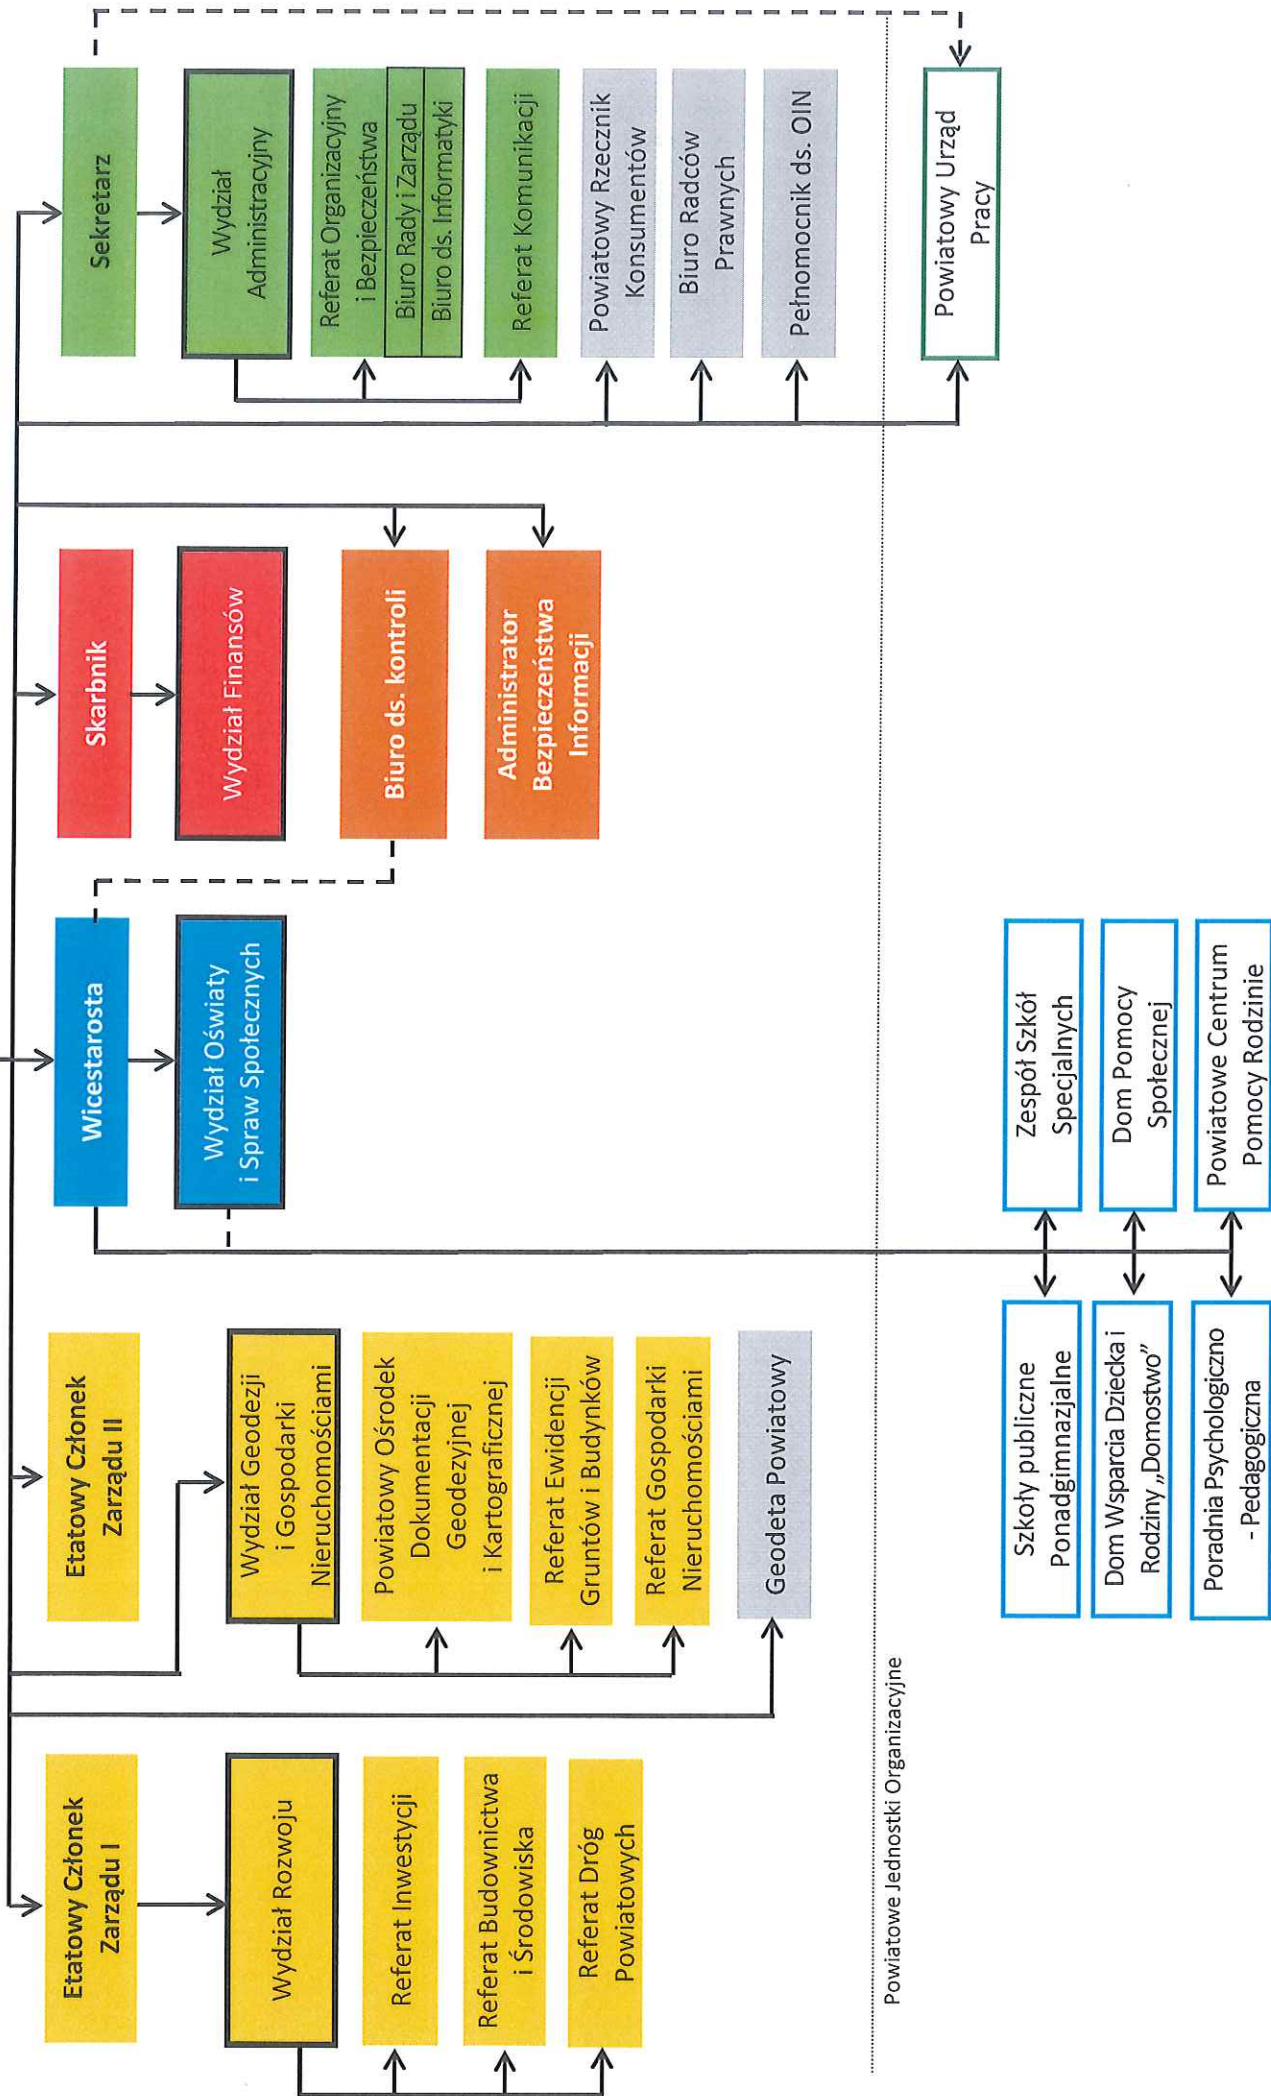 Etatowy Członek
Zarządu I
Wydział Rozwoju
Referat Inwestycji
Referat Budownictwa
i Środowiska
Referat Dróg
Powiatowych
Etatowy Członek
Zarządu II
Wydział Geodezji
i Gospodarki
Nieruchomościami
Powiatowy Ośrodek
Dokumentacji
Geodezyjnej
i Kartograficznej
Referat Ewidencji
Gruntów i Budynków
Referat Gospodarki
Nieruchomościami
Geodeta Powiatowy
Wicestarosta
Wydział Oświaty
i Spraw Społecznych
Skarbnik
Wydział Finansów
Biuro ds. kontroli
Administrator
Bezpieczeństwa
Informacji
Sekretarz
Wydział
Administracyjny
Referat Organizacyjny
i Bezpieczeństwa
Biuro Rady i Zarządu
Biuro ds. Informatyki
Referat Komunikacji
Powiatowy Rzecznik
Konsumentów
Biuro Radców
Prawnych
Pełnomocnik ds. OIN
Powiatowe Jednostki Organizacyjne
Powiatowy Urząd
Pracy
Szkoły publiczne
Ponadgimnazjalne
Zespół Szkół
Specjalnych
Dom Wsparcia Dziecka i
Rodziny „Domostwo”
Dom Pomocy
Społecznej
Poradnia Psychologiczno
- Pedagogiczna
Powiatowe Centrum
Pomocy Rodzinie